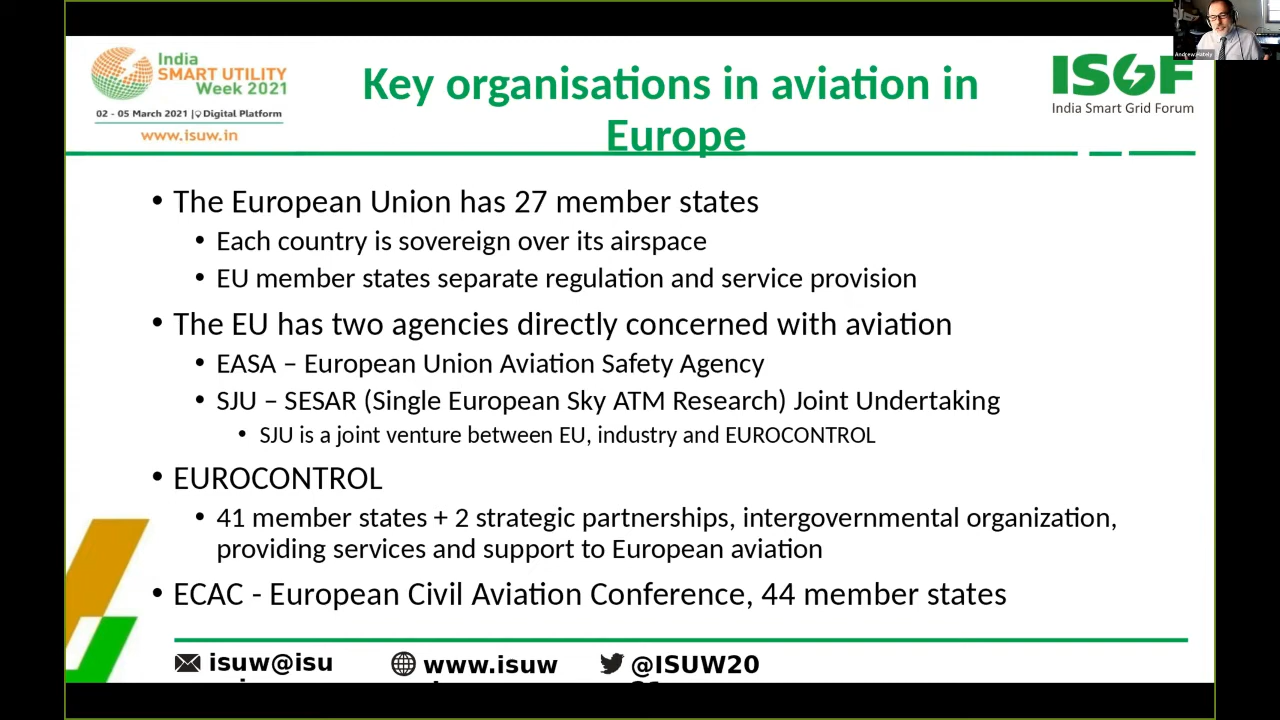 India
SMART UTILITY
Week 2021
02 - 05 March 2021 | Digital Platform
www.isuw.in
Key organisations in aviation in
Europe
ISGF
India Smart Grid Forum
Andrew Hately
• The European Union has 27 member states
• Each country is sovereign over its airspace
• EU member states separate regulation and service provision
• The EU has two agencies directly concerned with aviation
• EASA – European Union Aviation Safety Agency
• SJU – SESAR (Single European Sky ATM Research) Joint Undertaking
• SJU is a joint venture between EU, industry and EUROCONTROL
• EUROCONTROL
• 41 member states + 2 strategic partnerships, intergovernmental organization,
providing services and support to European aviation
• ECAC - European Civil Aviation Conference, 44 member states
isuw@isu
www.isuw
@ISUW20